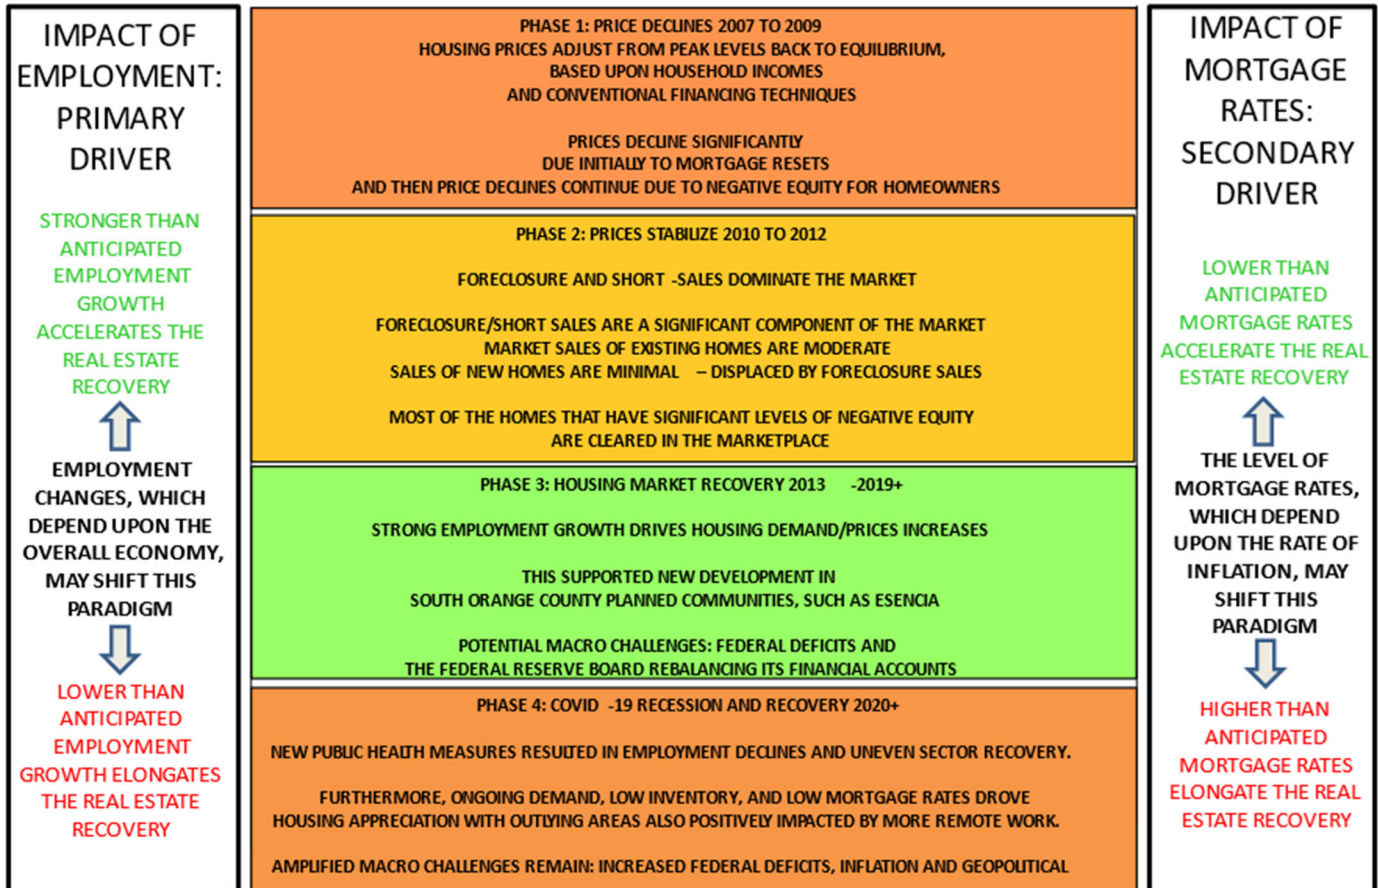 IMPACT OF
EMPLOYMENT:
PRIMARY
DRIVER
STRONGER THAN
ANTICIPATED
EMPLOYMENT
GROWTH
ACCELERATES THE
REAL ESTATE
RECOVERY
EMPLOYMENT
CHANGES, WHICH
DEPEND UPON THE
OVERALL ECONOMY,
MAY SHIFT THIS
PARADIGM
LOWER THAN
ANTICIPATED
EMPLOYMENT
GROWTH ELONGATES
THE REAL ESTATE
RECOVERY
PHASE 1: PRICE DECLINES 2007 TO 2009
HOUSING PRICES ADJUST FROM PEAK LEVELS BACK TO EQUILIBRIUM,
BASED UPON HOUSEHOLD INCOMES
AND CONVENTIONAL FINANCING TECHNIQUES
PRICES DECLINE SIGNIFICANTLY
DUE INITIALLY TO MORTGAGE RESETS
AND THEN PRICE DECLINES CONTINUE DUE TO NEGATIVE EQUITY FOR HOMEOWNERS
PHASE 2: PRICES STABILIZE 2010 TO 2012
FORECLOSURE AND SHORT -SALES DOMINATE THE MARKET
FORECLOSURE/SHORT SALES ARE A SIGNIFICANT COMPONENT OF THE MARKET
MARKET SALES OF EXISTING HOMES ARE MODERATE
SALES OF NEW HOMES ARE MINIMAL – DISPLACED BY FORECLOSURE SALES
MOST OF THE HOMES THAT HAVE SIGNIFICANT LEVELS OF NEGATIVE EQUITY
ARE CLEARED IN THE MARKETPLACE
PHASE 3: HOUSING MARKET RECOVERY 2013 -2019+
STRONG EMPLOYMENT GROWTH DRIVES HOUSING DEMAND/PRICES INCREASES
THIS SUPPORTED NEW DEVELOPMENT IN
SOUTH ORANGE COUNTY PLANNED COMMUNITIES, SUCH AS ESENCIA
POTENTIAL MACRO CHALLENGES: FEDERAL DEFICITS AND
THE FEDERAL RESERVE BOARD REBALANCING ITS FINANCIAL ACCOUNTS
PHASE 4: COVID -19 RECESSION AND RECOVERY 2020+
NEW PUBLIC HEALTH MEASURES RESULTED IN EMPLOYMENT DECLINES AND UNEVEN SECTOR RECOVERY.
FURTHERMORE, ONGOING DEMAND, LOW INVENTORY, AND LOW MORTGAGE RATES DROVE
HOUSING APPRECIATION WITH OUTLYING AREAS ALSO POSITIVELY IMPACTED BY MORE REMOTE WORK.
AMPLIFIED MACRO CHALLENGES REMAIN: INCREASED FEDERAL DEFICITS, INFLATION AND GEOPOLITICAL
IMPACT OF
MORTGAGE
RATES:
SECONDARY
DRIVER
LOWER THAN
ANTICIPATED
MORTGAGE RATES
ACCELERATE THE REAL
ESTATE RECOVERY
THE LEVEL OF
MORTGAGE RATES,
WHICH DEPEND
UPON THE RATE OF
INFLATION, MAY
SHIFT THIS
PARADIGM
HIGHER THAN
ANTICIPATED
MORTGAGE RATES
ELONGATE THE REAL
ESTATE RECOVERY